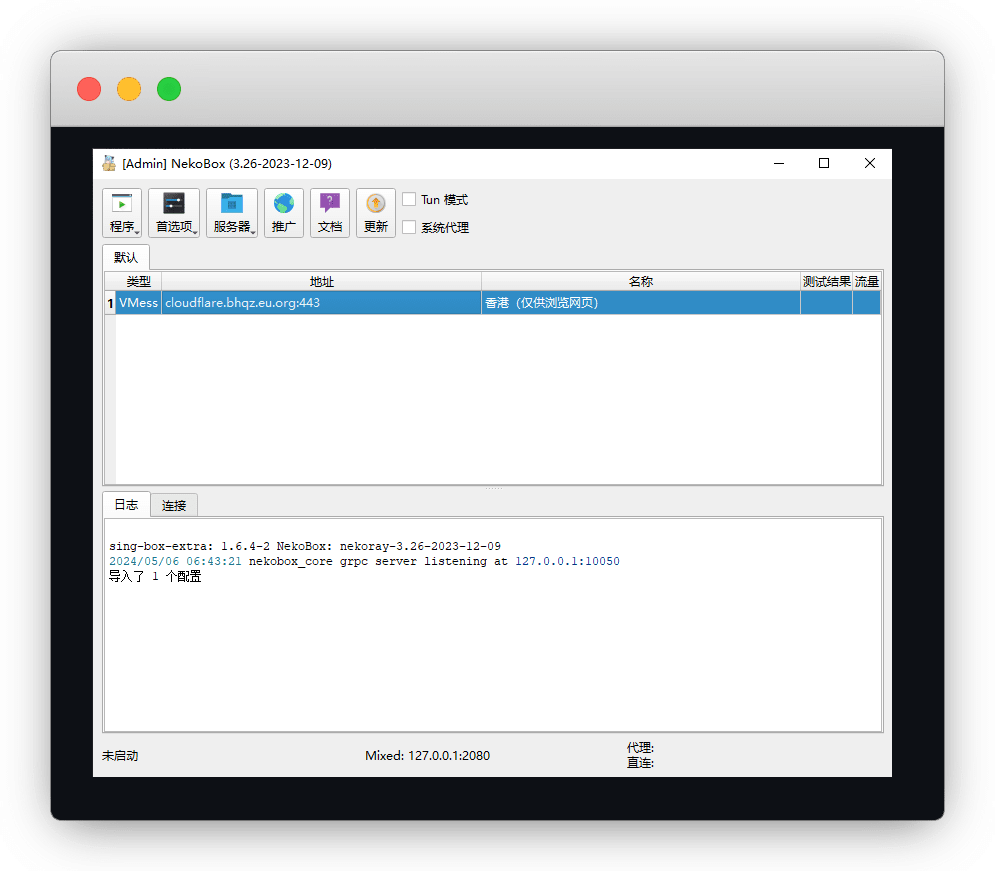 [Admin] NekoBox (3.26-2023-12-09)
程序 首选项 服务器 推广 文档 更新
Tun 模式
系统代理
默认
类型 地址 名称 测试结果 流量
1 VMess cloudflare.bhqz.eu.org:443 香港（仅供浏览网页）
日志 连接
sing-box-extra: 1.6.4-2 NekoBox: nekoray-3.26-2023-12-09
2024/05/06 06:43:21 nekobox_core grpc server listening at 127.0.0.1:10050
导入了 1 个配置
未启动
Mixed: 127.0.0.1:2080
代理:
直连: